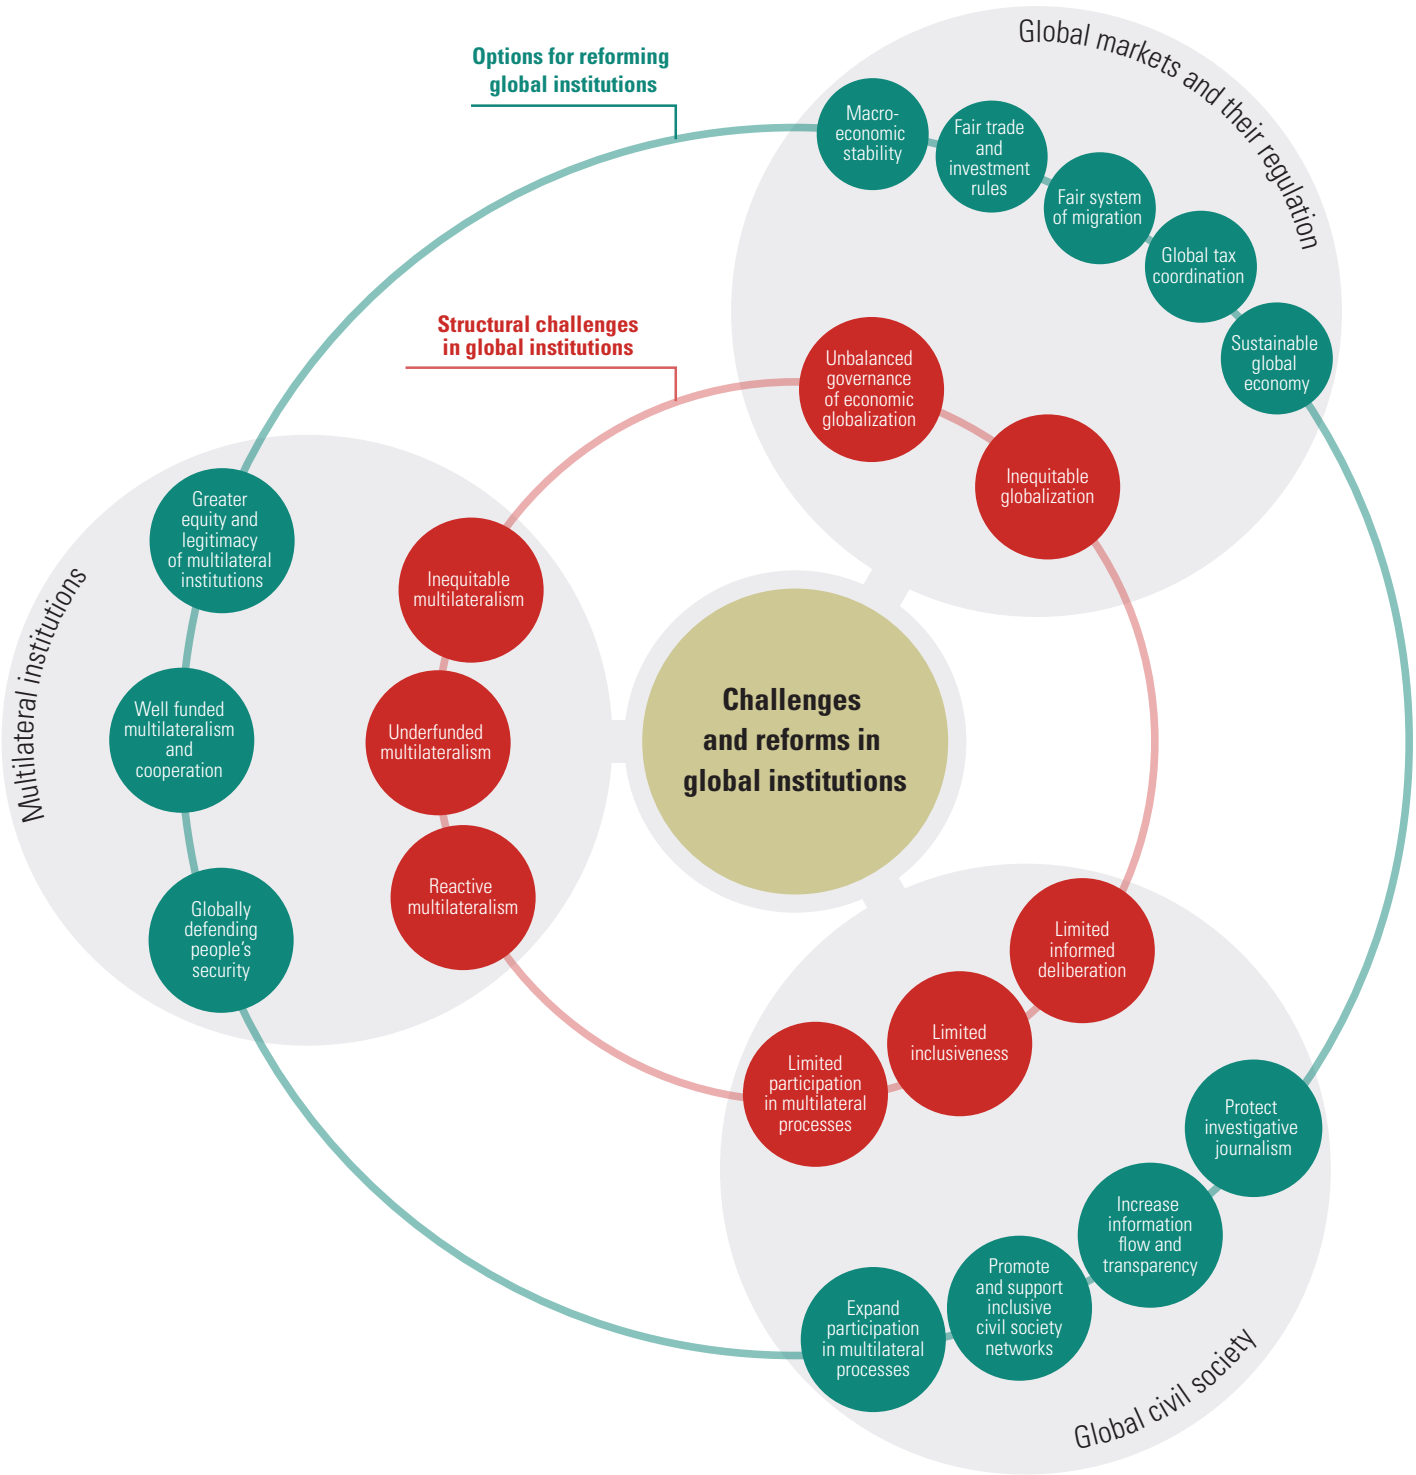 Options for reforming
global institutions
Global markets and their regulation
Macro-
economic
stability
Fair trade
and
investment
rules
Fair system
of migration
Global tax
coordination
Sustainable
global
economy
Structural challenges
in global institutions
Unbalanced
governance
of economic
globalization
Inequitable
globalization
Multilateral institutions
Greater
equity and
legitimacy
of multilateral
institutions
Well funded
multilateralism
and
cooperation
Globally
defending
people's
security
Inequitable
multilateralism
Underfunded
multilateralism
Reactive
multilateralism
Challenges
and reforms in
global institutions
Limited
informed
deliberation
Limited
inclusiveness
Limited
participation
in multilateral
processes
Protect
investigative
journalism
Increase
information
flow and
transparency
Promote
and support
inclusive
civil society
networks
Expand
participation
in multilateral
processes
Global civil society